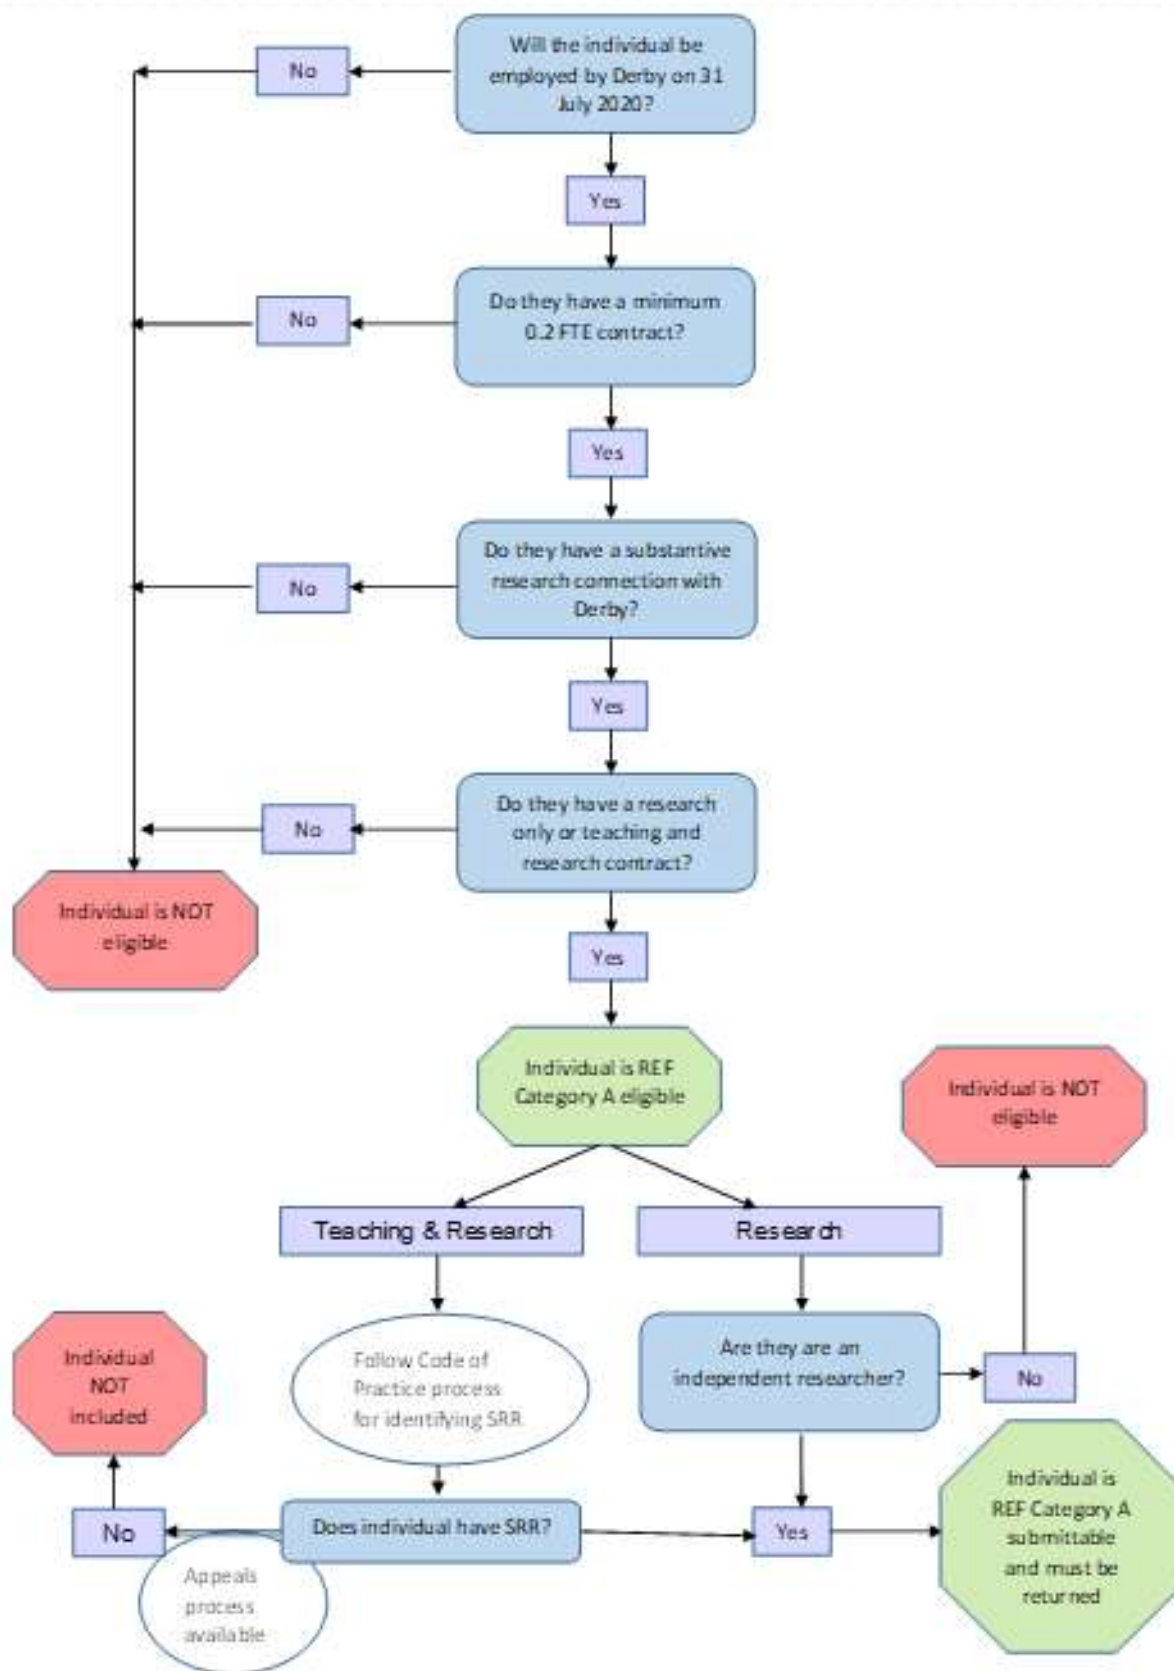 Will the individual be
employed by Derby on 31
July 2020?
No
Yes
Do they have a minimum
0.2 FTE contract?
No
Yes
Do they have a substantive
research connection with
Derby?
No
Yes
Do they have a research
only or teaching and
research contract?
No
Individual is NOT
eligible
Yes
Individual is REF
Category A eligible
Individual is NOT
eligible
Teaching & Research
Research
Individual
NOT
included
Follow Code of
Practice process
for identifying SRR
Are they are an
independent researcher?
No
Does individual have SRR?
No
Yes
Individual is
REF Category A
submittable
and must be
returned
Appeals
process
available